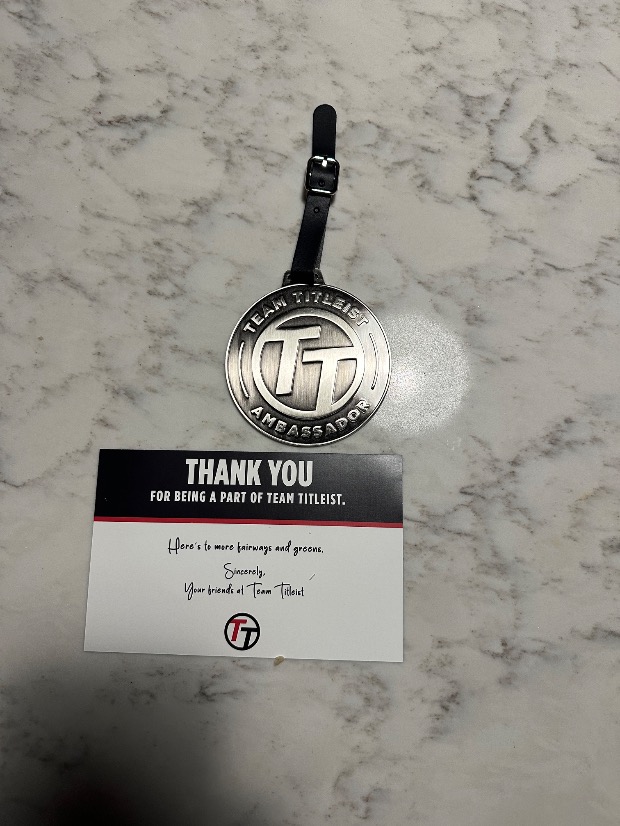 TEAM TITLEIST
TT
AMBASSADOR
THANK YOU
FOR BEING A PART OF TEAM TITLEIST.
Here's to more fairways and greens.
Sincerely,
Your friends at Team Titleist
TT